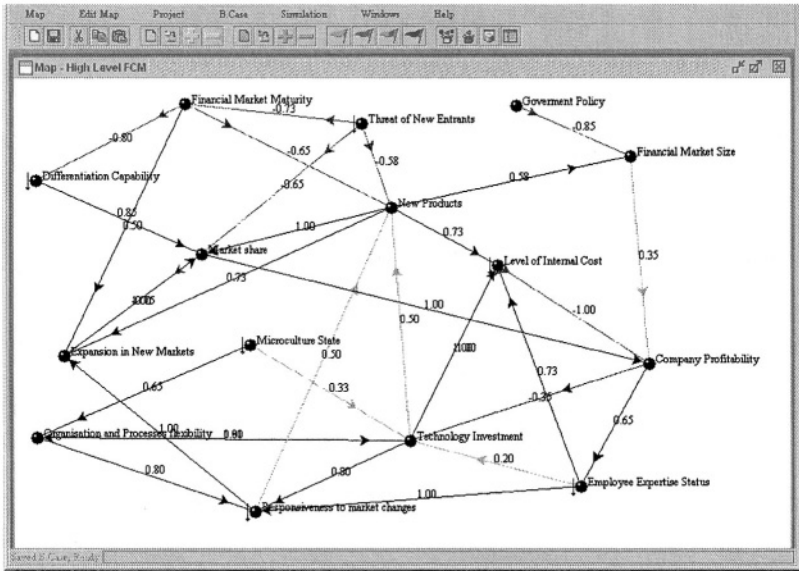 Map Edit Map Project B.Case Simulation Windows Help
Map - High Level FCM
Financial Market Maturity
Goverment Policy
-0.73
Threat of New Entrants
-0.80
-0.85
-0.65
Financial Market Size
-0.58
Differentiation Capability
-0.65
0.58
New Products
0.85
0.50
1.00
0.73
Market share
Level of Internal Cost
0.35
0.73
1.00
-1.00
0.50
Microculture State
Expansion in New Markets
0.50
Company Profitability
0.73
0.65
0.33
-0.35
0.65
1.00
Organisation and Processes flexibility
Technology Investment
0.80
0.80
0.20
1.00
Employee Expertise Status
Responsiveness to market changes